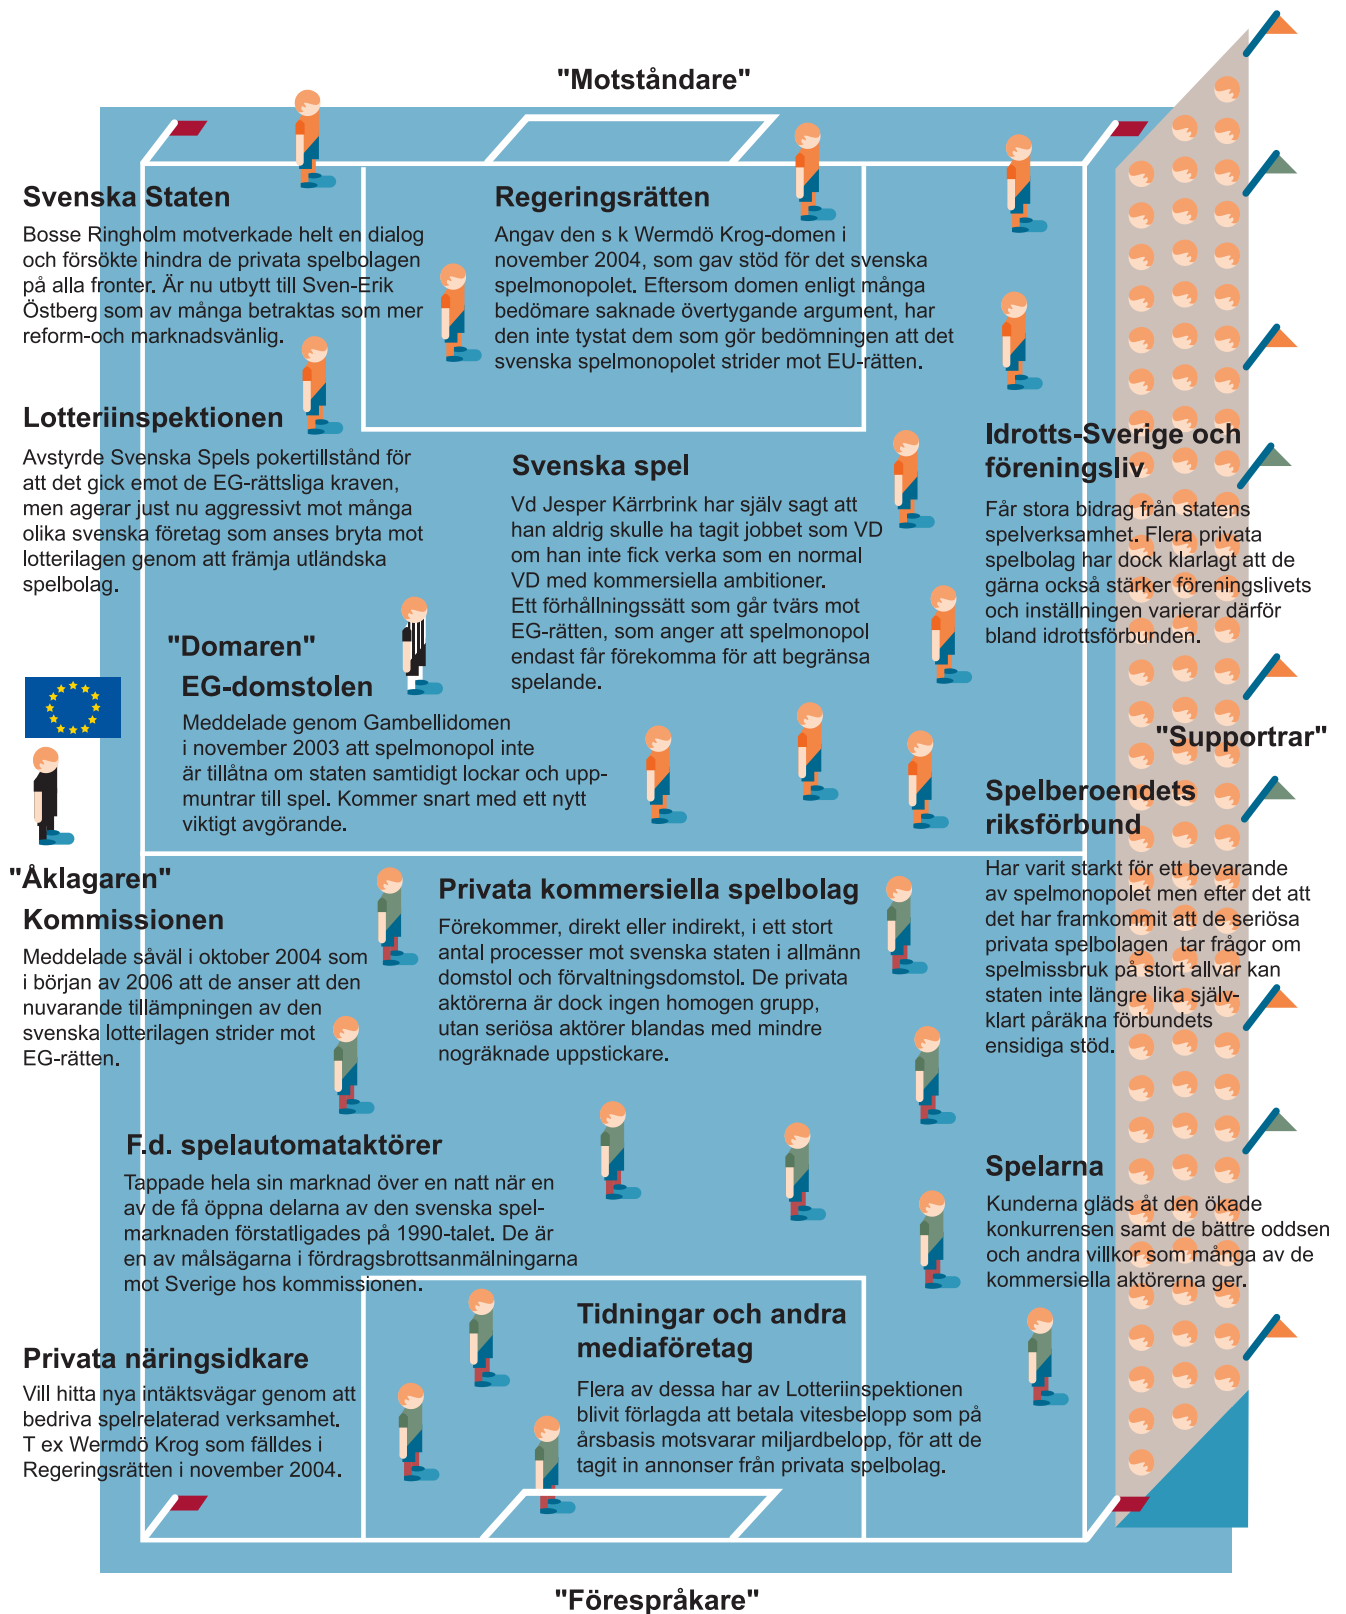 "Motståndare"
Svenska Staten
Bosse Ringholm motverkade helt en dialog
och försökte hindra de privata spelbolagen
på alla fronter. Är nu utbytt till Sven-Erik
Östberg som av många betraktas som mer
reform-och marknadsvänlig.
Regeringsrätten
Angav den s k Wermdö Krog-domen i
november 2004, som gav stöd för det svenska
spelmonopolet. Eftersom domen enligt många
bedömare saknade övertygande argument, har
den inte tystat dem som gör bedömningen att det
svenska spelmonopolet strider mot EU-rätten.
Lotteriinspektionen
Avstyrde Svenska Spels pokertillstånd för
att det gick emot de EG-rättsliga kraven,
men agerar just nu aggressivt mot många
olika svenska företag som anses bryta mot
lotterilagen genom att främja utländska
spelbolag.
Svenska spel
Vd Jesper Kärrbrink har själv sagt att
han aldrig skulle ha tagit jobbet som VD
om han inte fick verka som en normal
VD med kommersiella ambitioner.
Ett förhållningssätt som går tvärs mot
EG-rätten, som anger att spelmonopol
endast får förekomma för att begränsa
spelande.
Idrotts-Sverige och
föreningsliv
Får stora bidrag från statens
spelverksamhet. Flera privata
spelbolag har dock klarlagt att de
gärna också stärker föreningslivets
och inställningen varierar därför
bland idrottsförbunden.
"Domaren"
EG-domstolen
Meddelade genom Gambellidomen
i november 2003 att spelmonopol inte
är tillåtna om staten samtidigt lockar och upp-
muntrar till spel. Kommer snart med ett nytt
viktigt avgörande.
"Supportrar"
Spelberoendets
riksförbund
Har varit starkt för ett bevarande
av spelmonopolet men efter det att
det har framkommit att de seriösa
privata spelbolagen tar frågor om
spelmissbruk på stort allvar kan
staten inte längre lika själv-
klart påräkna förbundets
ensidiga stöd.
"Åklagaren"
Kommissionen
Meddelade såväl i oktober 2004 som
i början av 2006 att de anser att den
nuvarande tillämpningen av den
svenska lotterilagen strider mot
EG-rätten.
Privata kommersiella spelbolag
Förekommer, direkt eller indirekt, i ett stort
antal processer mot svenska staten i allmänn
domstol och förvaltningsdomstol. De privata
aktörerna är dock ingen homogen grupp,
utan seriösa aktörer blandas med mindre
nogräknade uppstickare.
F.d. spelautomataktörer
Tappade hela sin marknad över en natt när en
av de få öppna delarna av den svenska spel-
marknaden förstatligades på 1990-talet. De är
en av målsägarna i fördragsbrottsanmälningarna
mot Sverige hos kommissionen.
Spelarna
Kunderna gläds åt den ökade
konkurrensen samt de bättre oddsen
och andra villkor som många av de
kommersiella aktörerna ger.
Privata näringsidkare
Vill hitta nya intäktsvägar genom att
bedriva spelrelaterad verksamhet.
T ex Wermdö Krog som fälldes i
Regeringsrätten i november 2004.
Tidningar och andra
mediaföretag
Flera av dessa har av Lotteriinspektionen
blivit förlagda att betala vitesbelopp som på
årsbasis motsvarar miljardbelopp, för att de
tagit in annonser från privata spelbolag.
"Förespråkare"